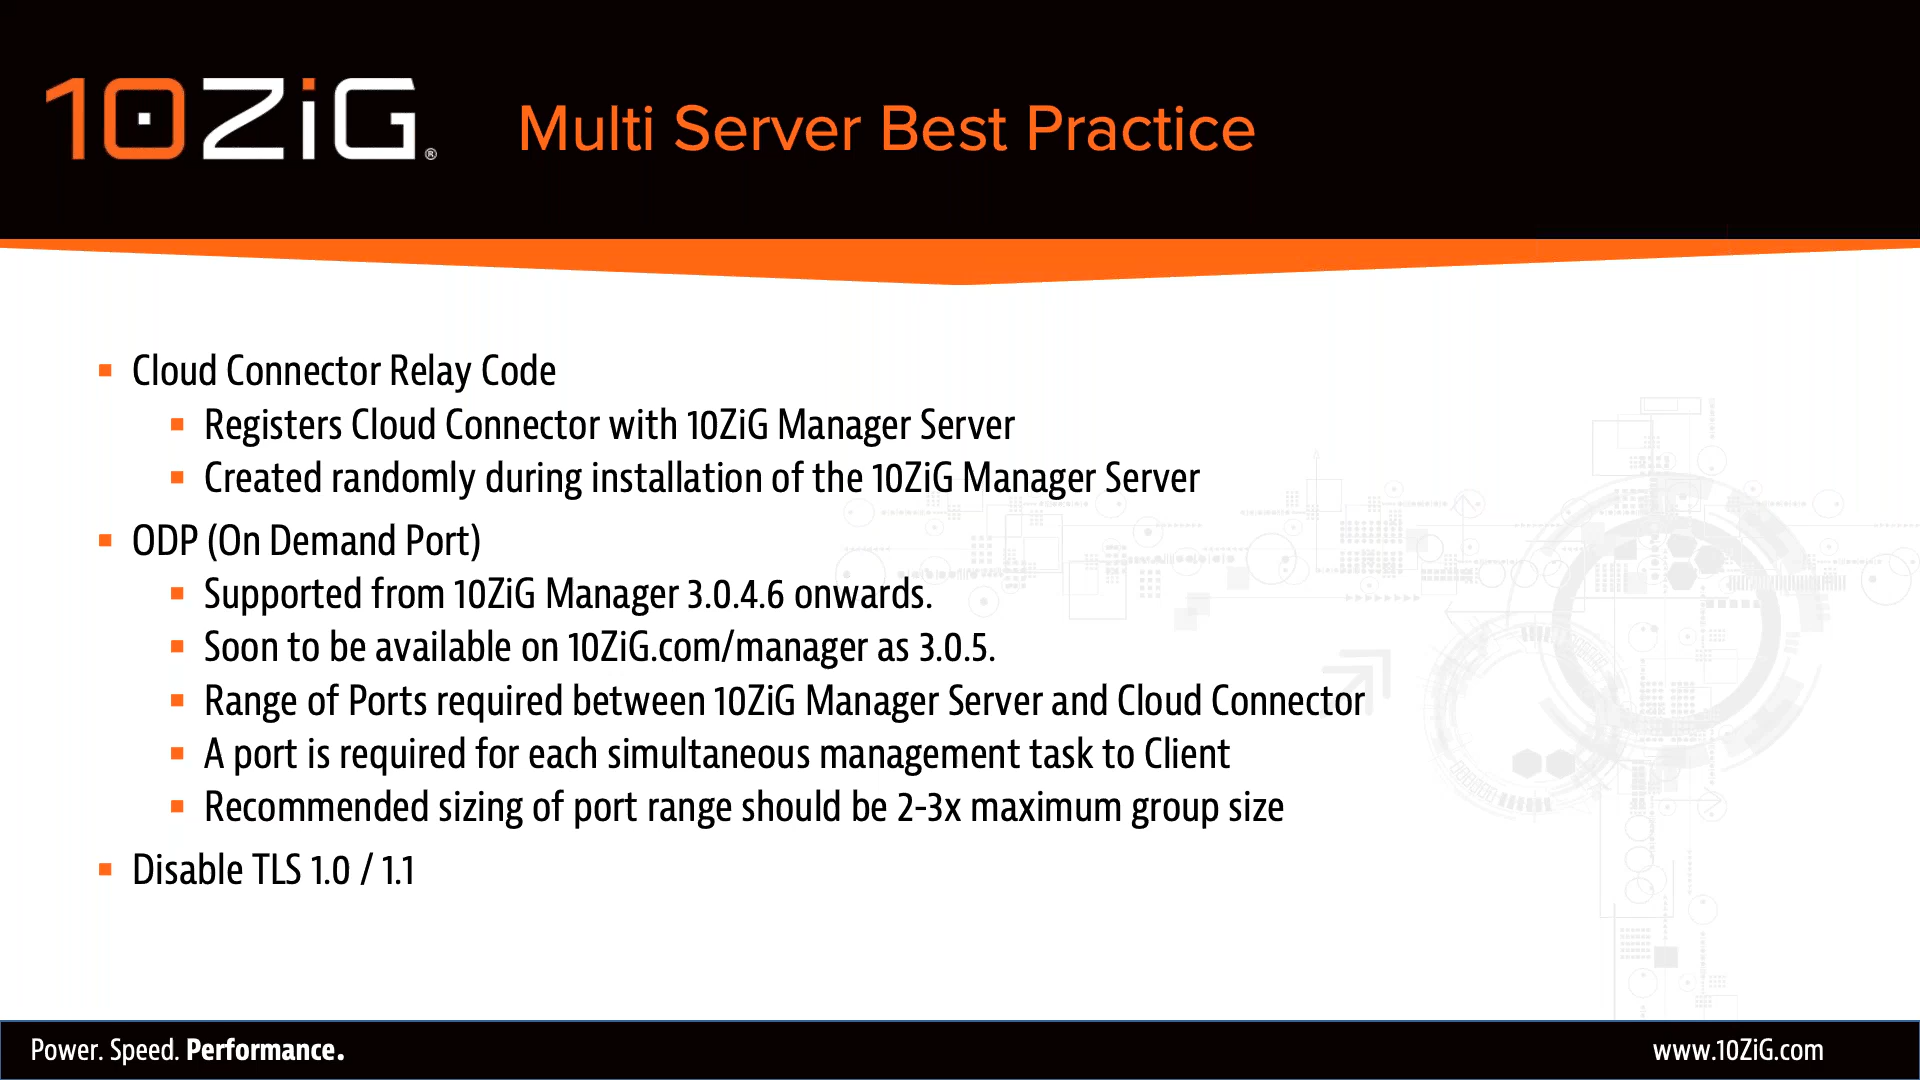 10ZiG®
Multi Server Best Practice
Cloud Connector Relay Code
Registers Cloud Connector with 10ZiG Manager Server
Created randomly during installation of the 10ZiG Manager Server
ODP (On Demand Port)
Supported from 10ZiG Manager 3.0.4.6 onwards.
Soon to be available on 10ZiG.com/manager as 3.0.5.
Range of Ports required between 10ZiG Manager Server and Cloud Connector
A port is required for each simultaneous management task to Client
Recommended sizing of port range should be 2-3x maximum group size
Disable TLS 1.0 / 1.1
Power. Speed. Performance.
www.10ZiG.com